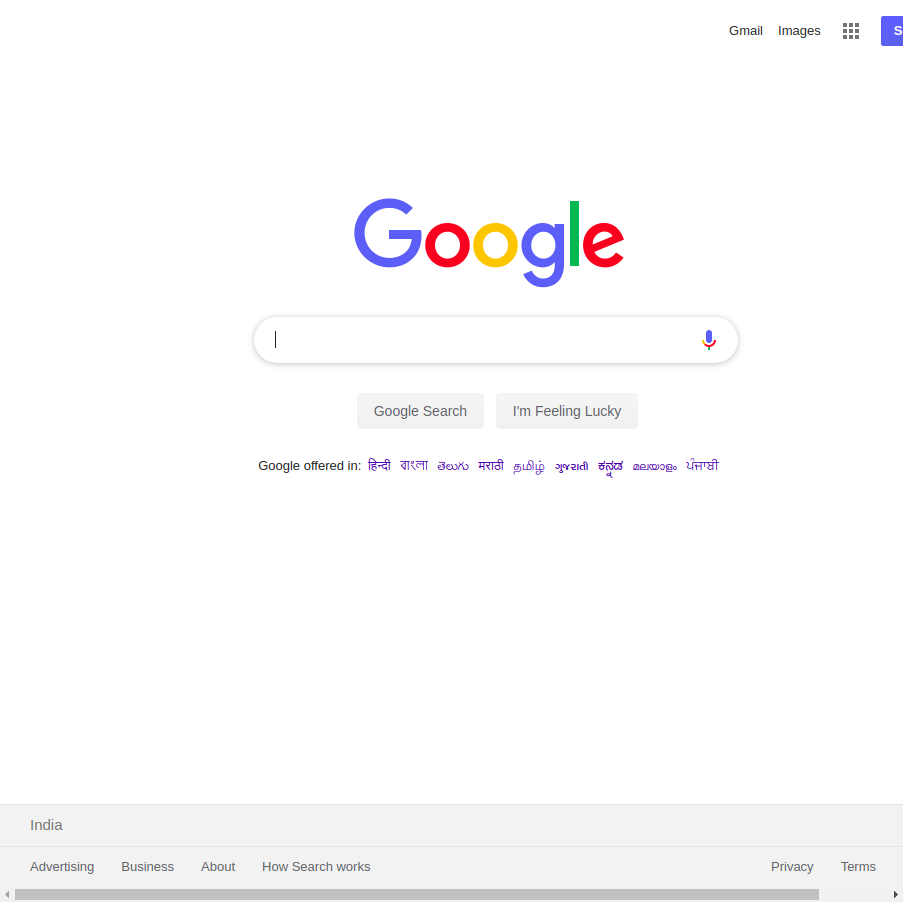 Gmail Images
Google
Google Search I'm Feeling Lucky
Google offered in: हिन्दी বাংলা తెలుగు मराठी தமிழ் ગુજરાતી ಕನ್ನಡ മലയാളം ਪੰਜਾਬੀ
India
Advertising Business About How Search works Privacy Terms